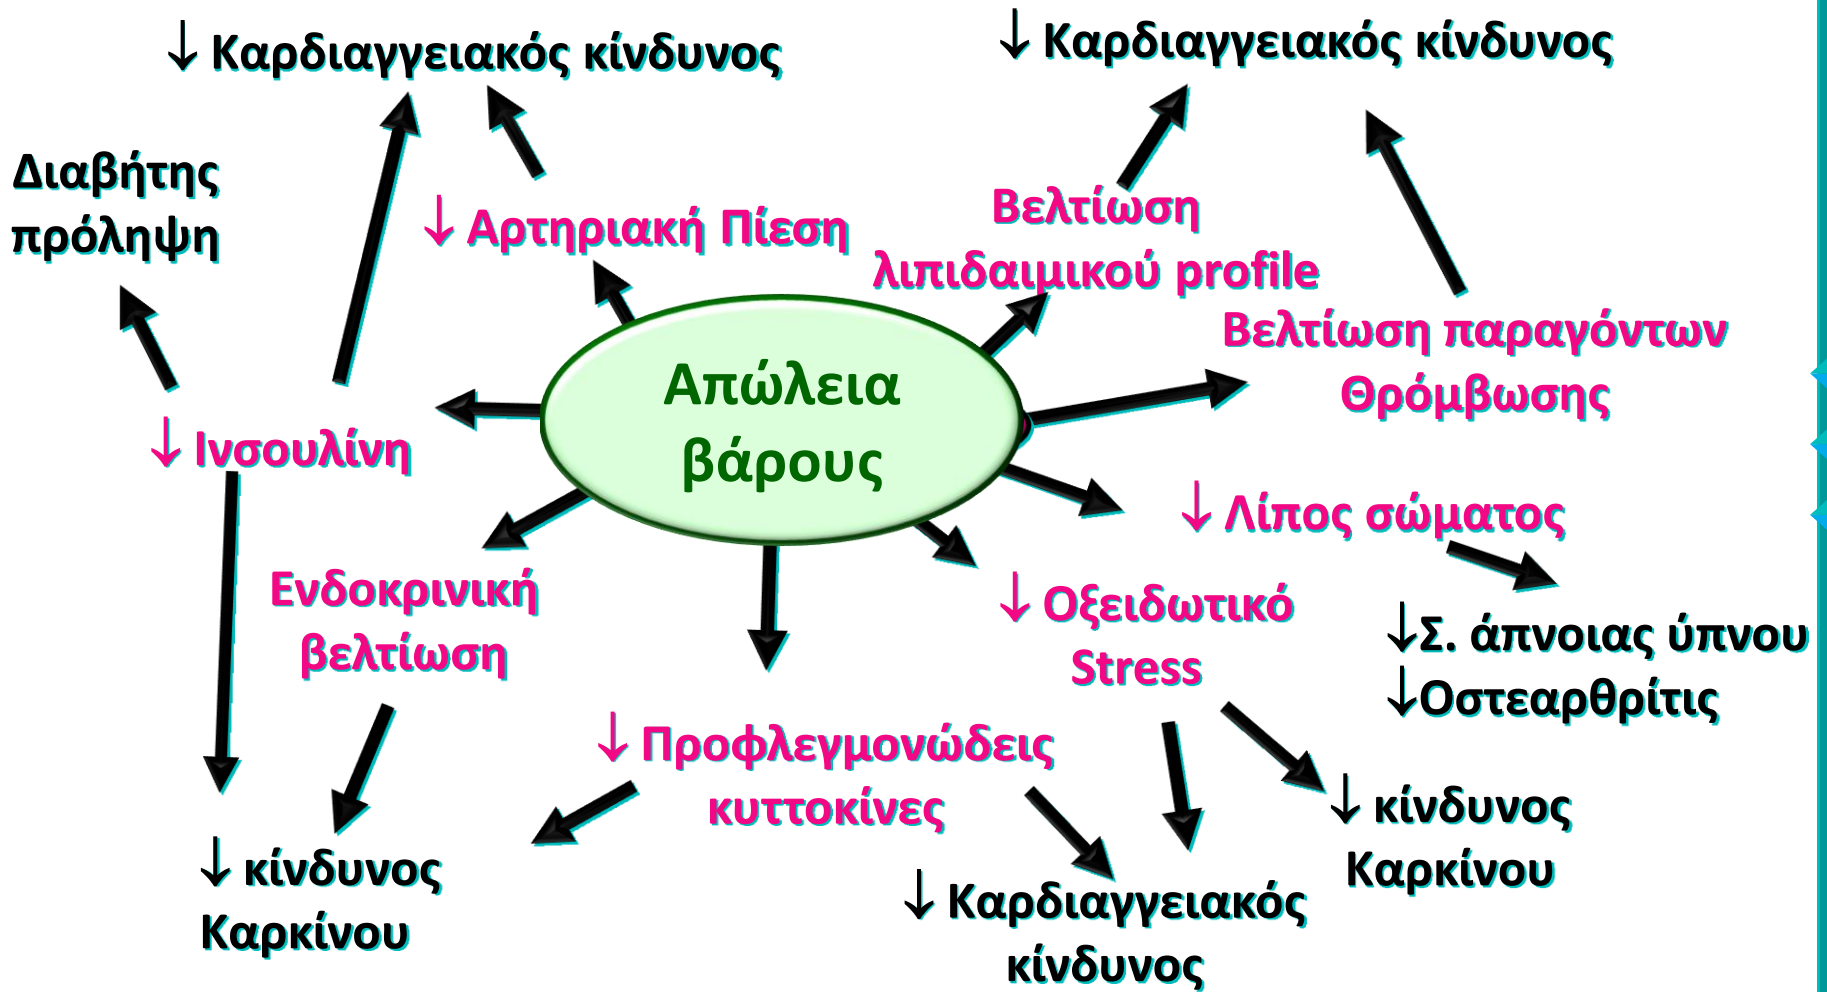 ↓ Καρδιαγγειακός κίνδυνος
↓ Καρδιαγγειακός κίνδυνος
Διαβήτης
πρόληψη
↓ Αρτηριακή Πίεση
Βελτίωση
λιπιδαιμικού profile
Βελτίωση παραγόντων
Θρόμβωσης
Απώλεια
βάρους
↓ Ινσουλίνη
↓ Λίπος σώματος
Ενδοκρινική
βελτίωση
↓ Οξειδωτικό
Stress
↓Σ. άπνοιας ύπνου
↓Οστεαρθρίτις
↓ Προφλεγμονώδεις
κυττοκίνες
↓ κίνδυνος
Καρκίνου
↓ κίνδυνος
Καρκίνου
↓ Καρδιαγγειακός
κίνδυνος